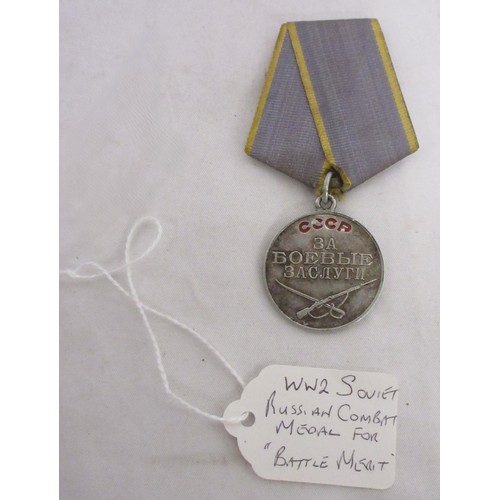 СССР
ЗА
БОЕВЫЕ
ЗАСЛУГИ
WW2 SOVIET
RUSSIAN COMBAT
MEDAL FOR
"BATTLE MERIT"